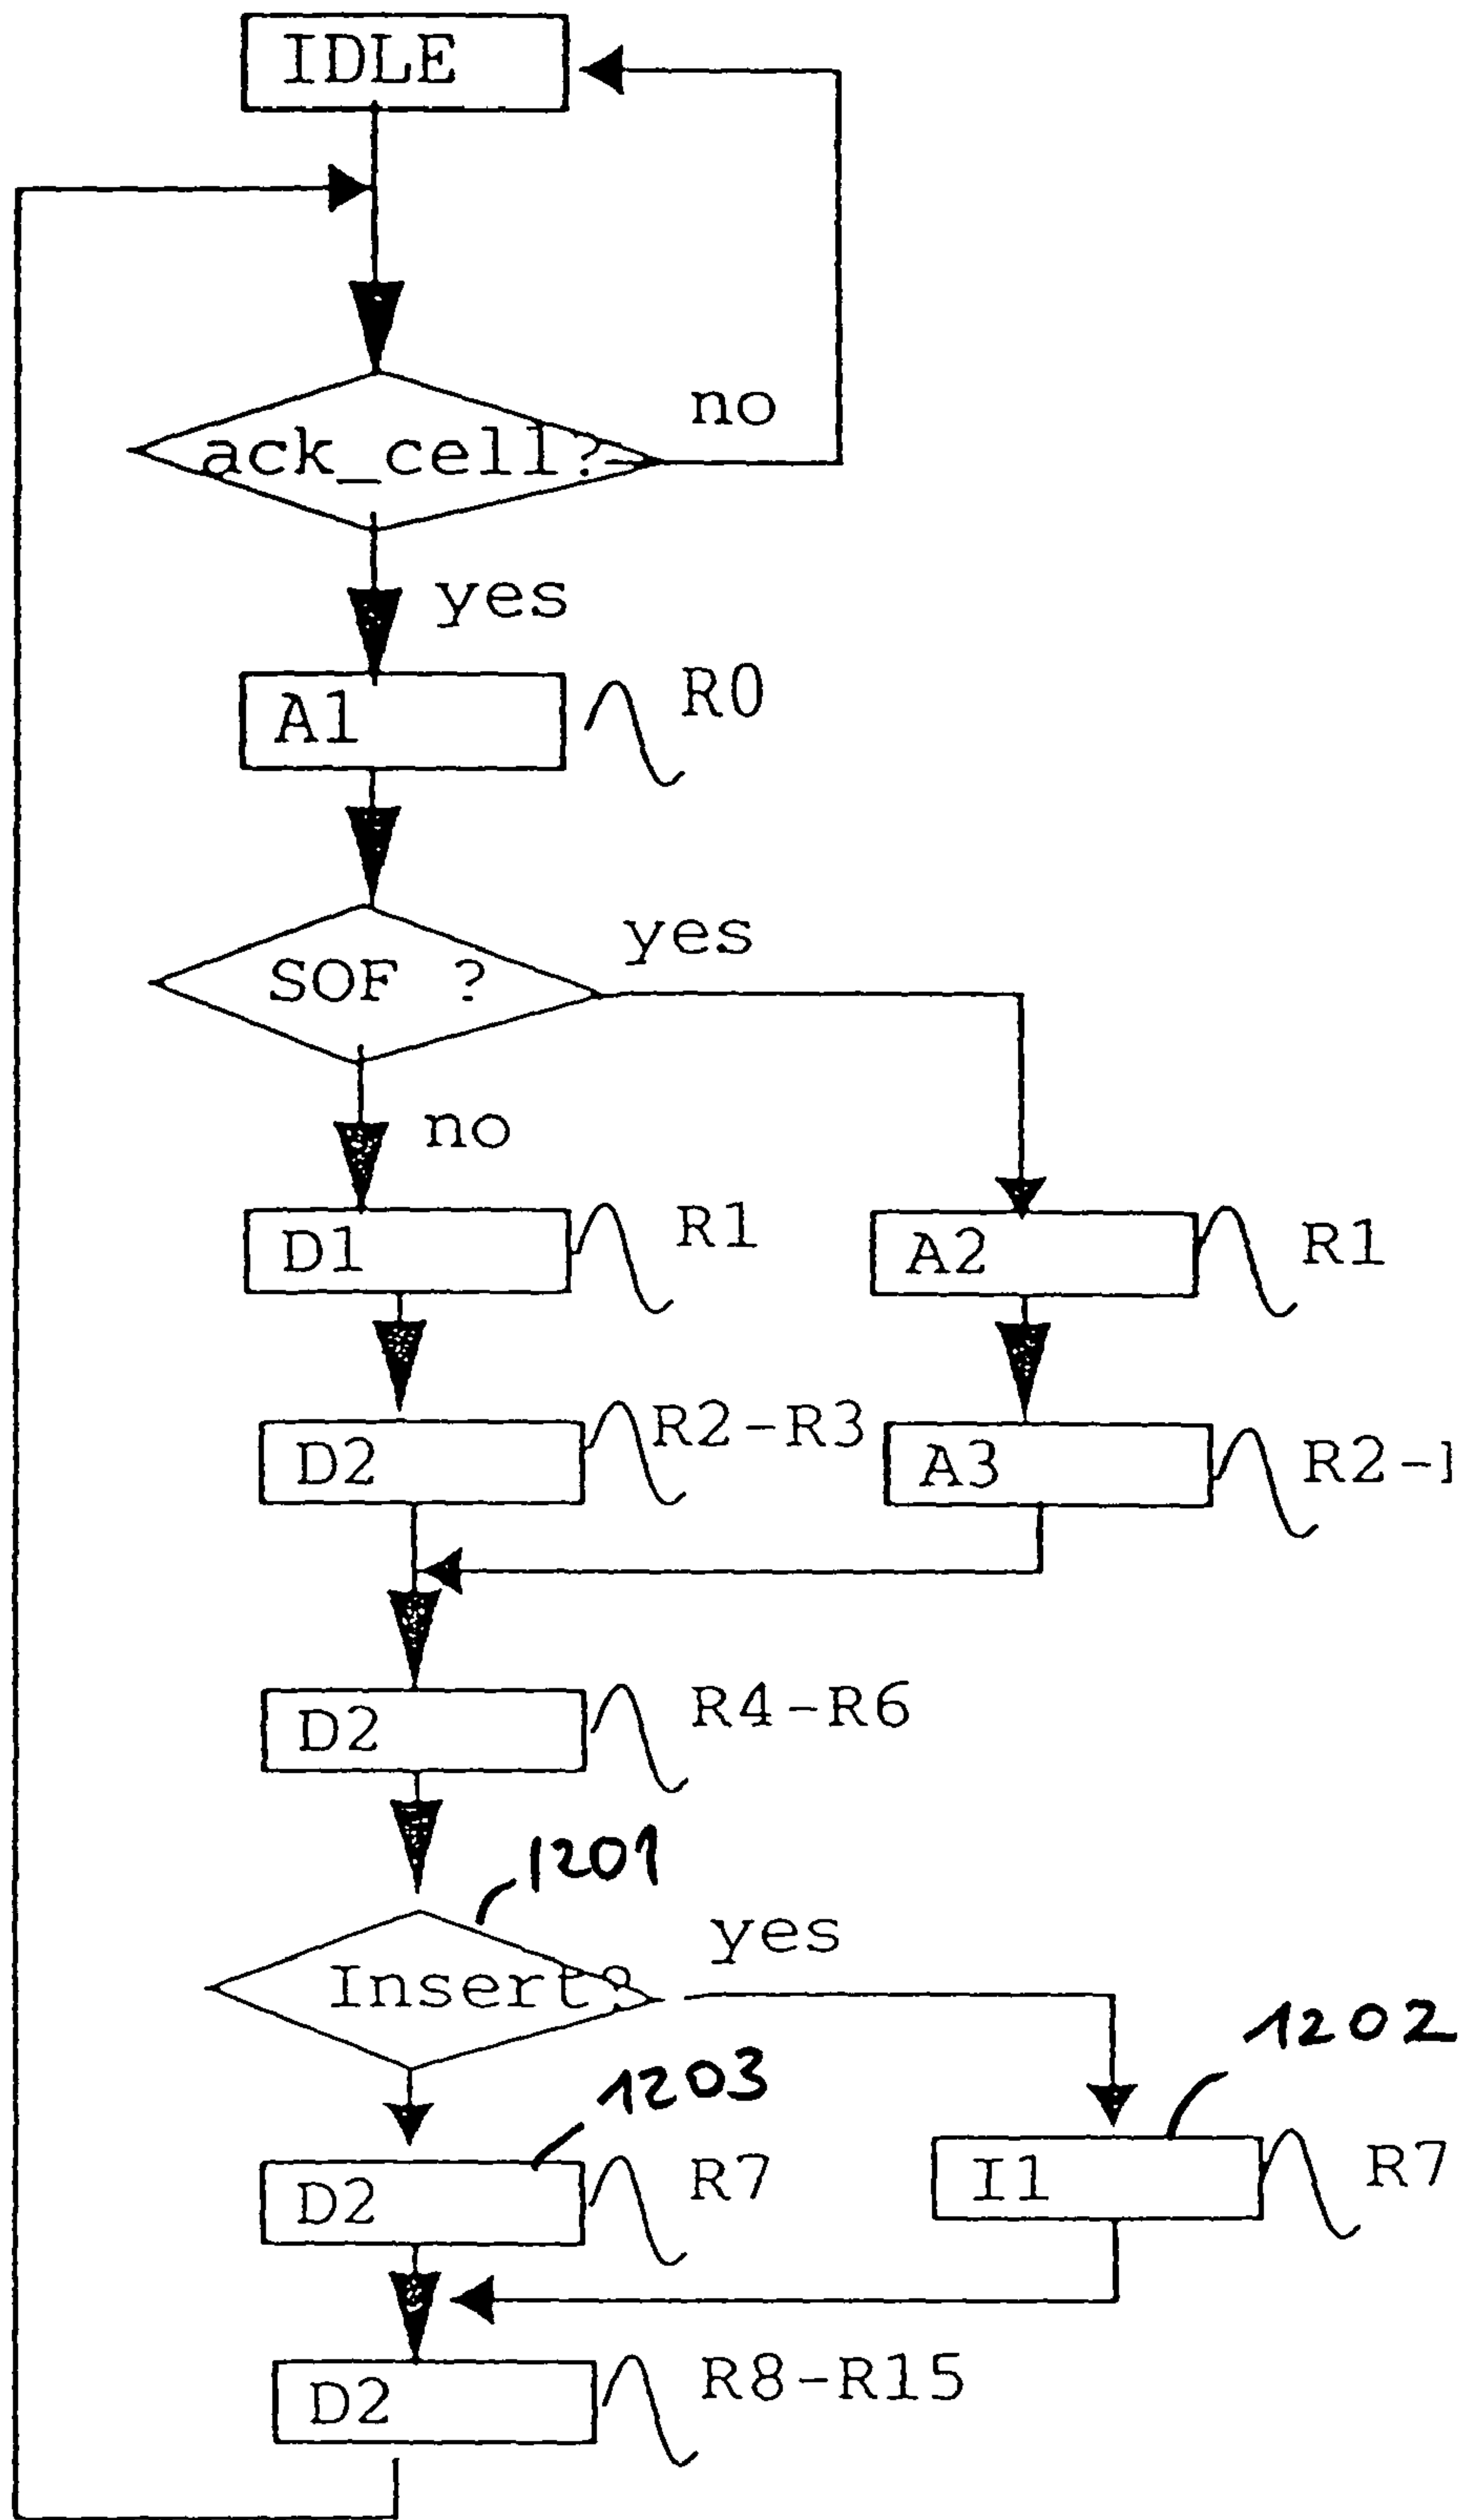 IDLE
no
ack_cell?
yes
A1
R0
yes
SOF ?
no
D1
R1
A2
R1
D2
R2-R3
A3
R2-
D2
R4-R6
1201
yes
Insert?
1202
1203
D2
R7
I1
R7
D2
R8-R15